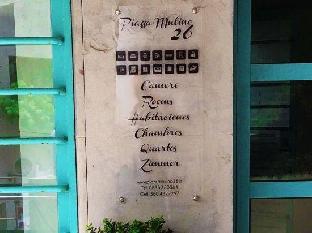 Piazza Mulino
26
Camere
Rooms
Habitaciones
Chambres
Quartos
Zimmer